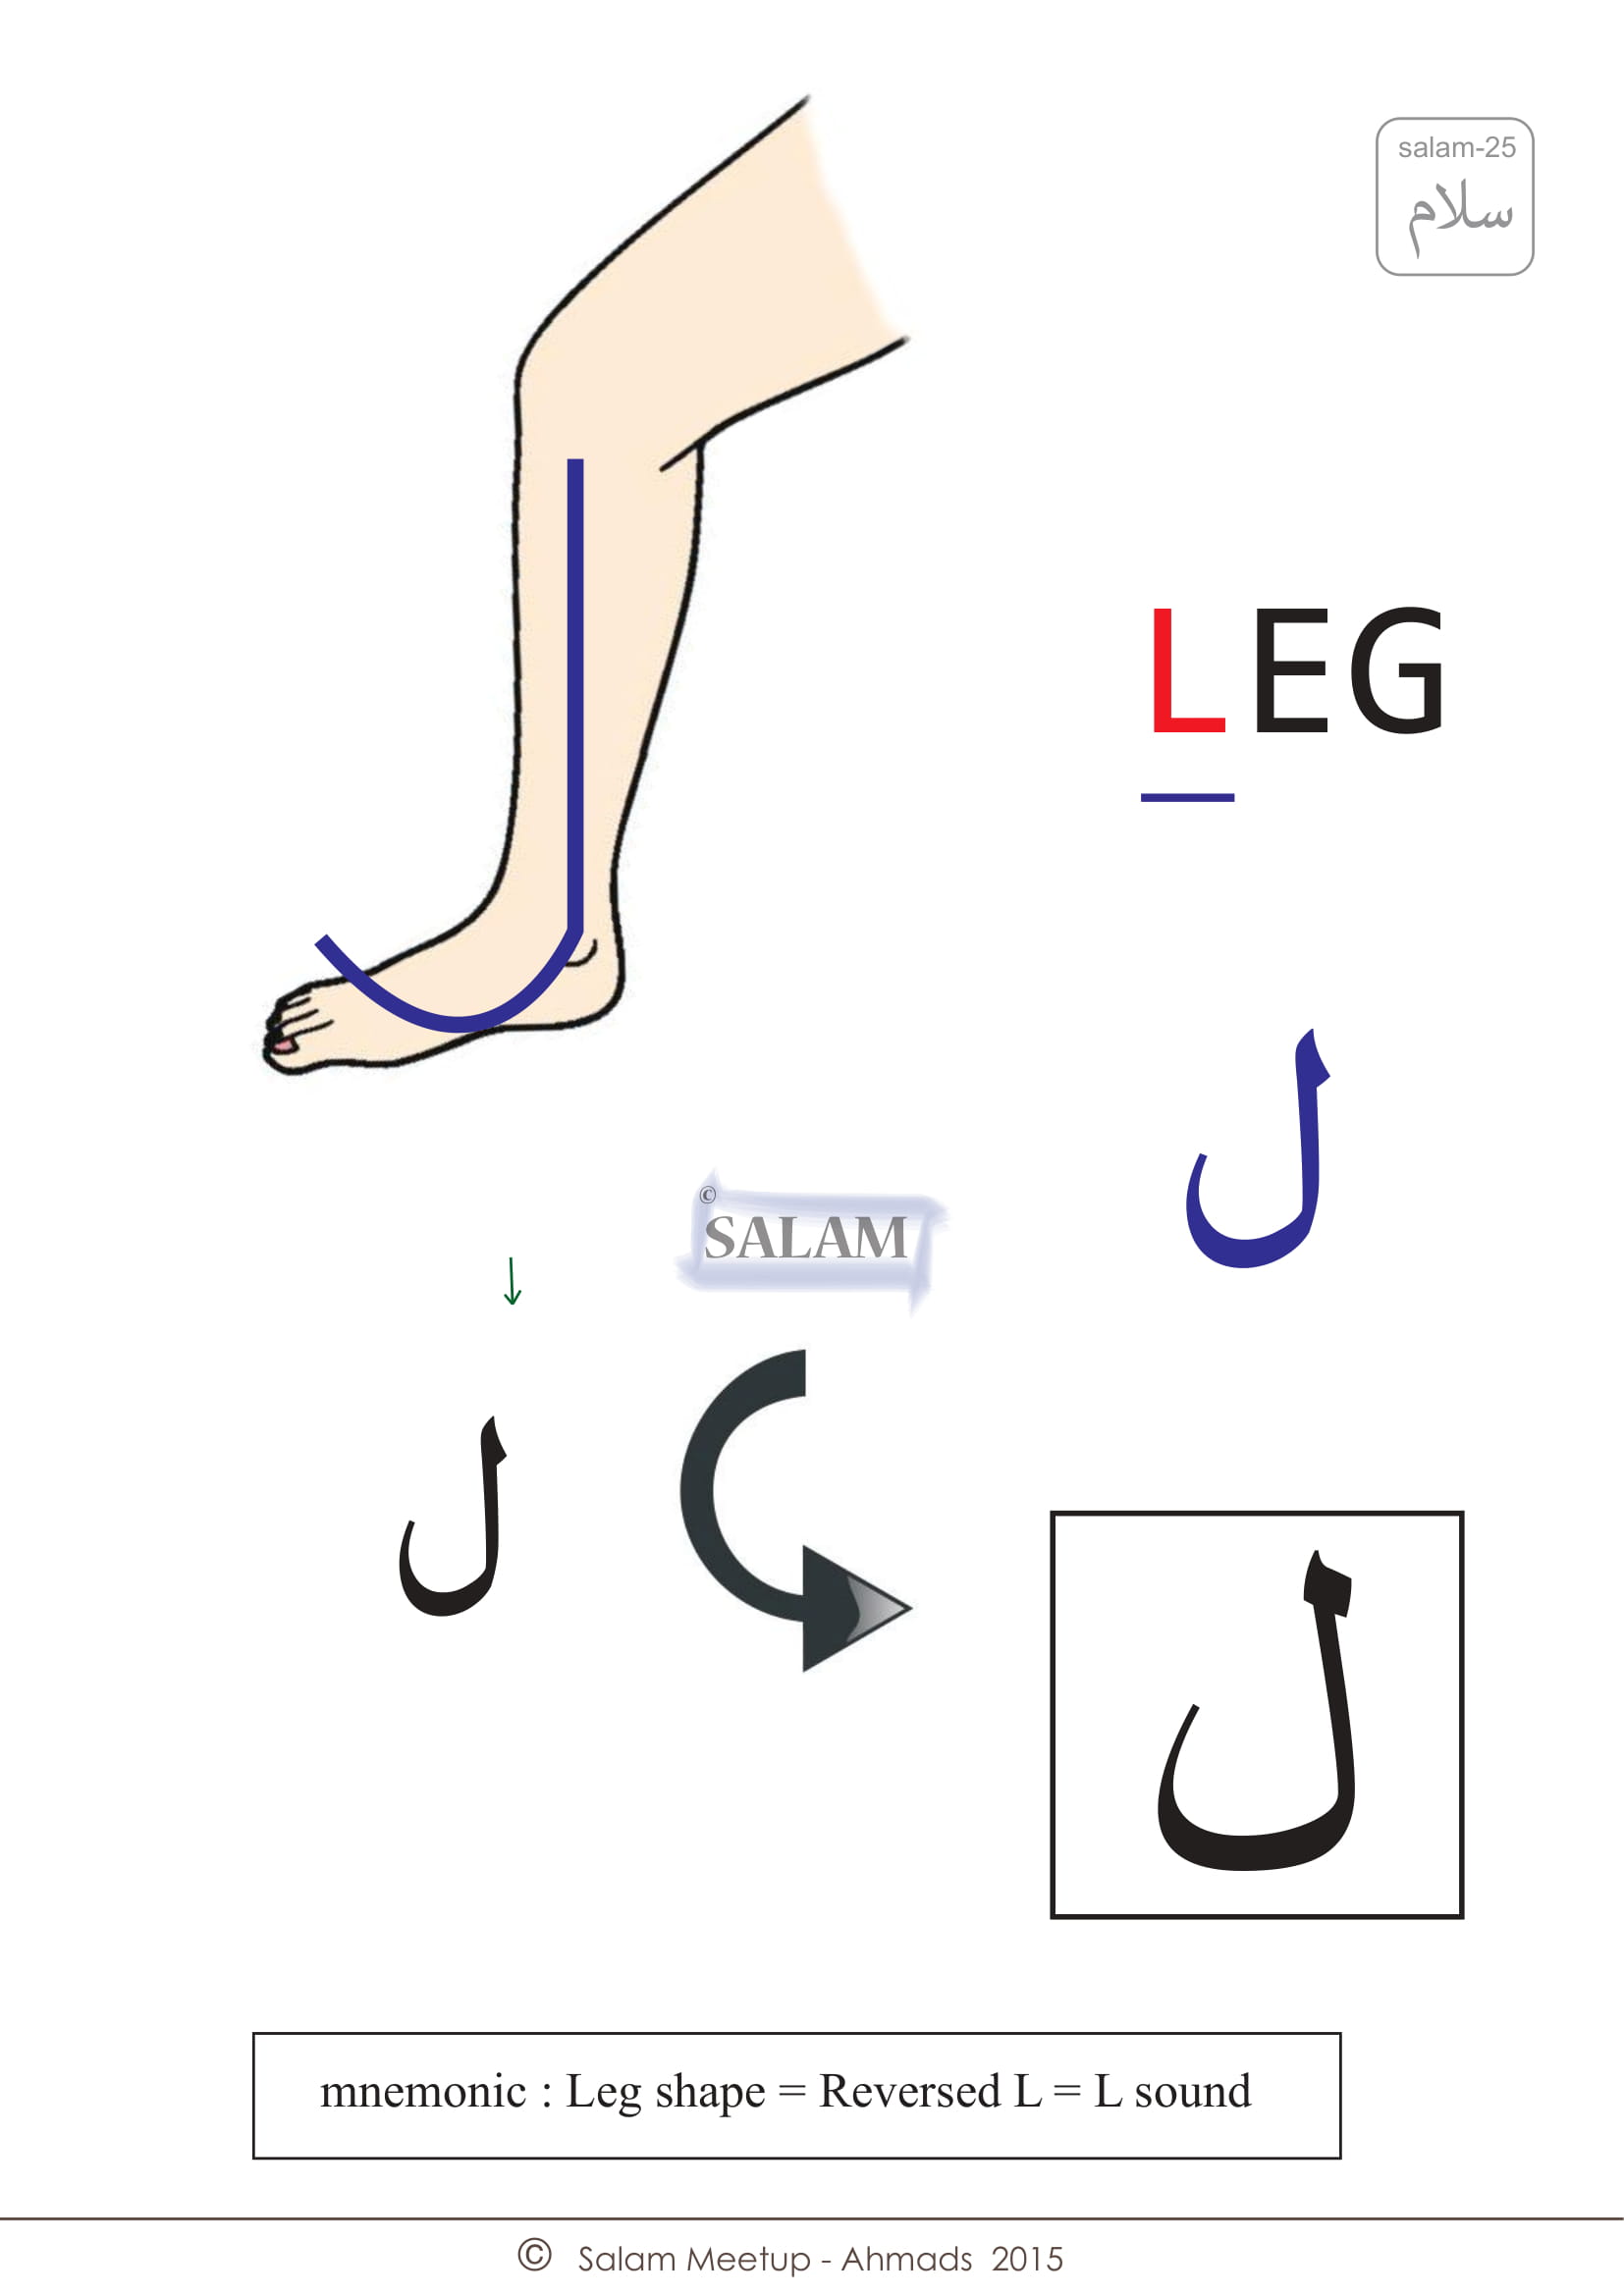 salam-25
سلام
LEG
ل
©
SALAM
ل
ل
mnemonic : Leg shape = Reversed L = L sound
© Salam Meetup - Ahmads 2015